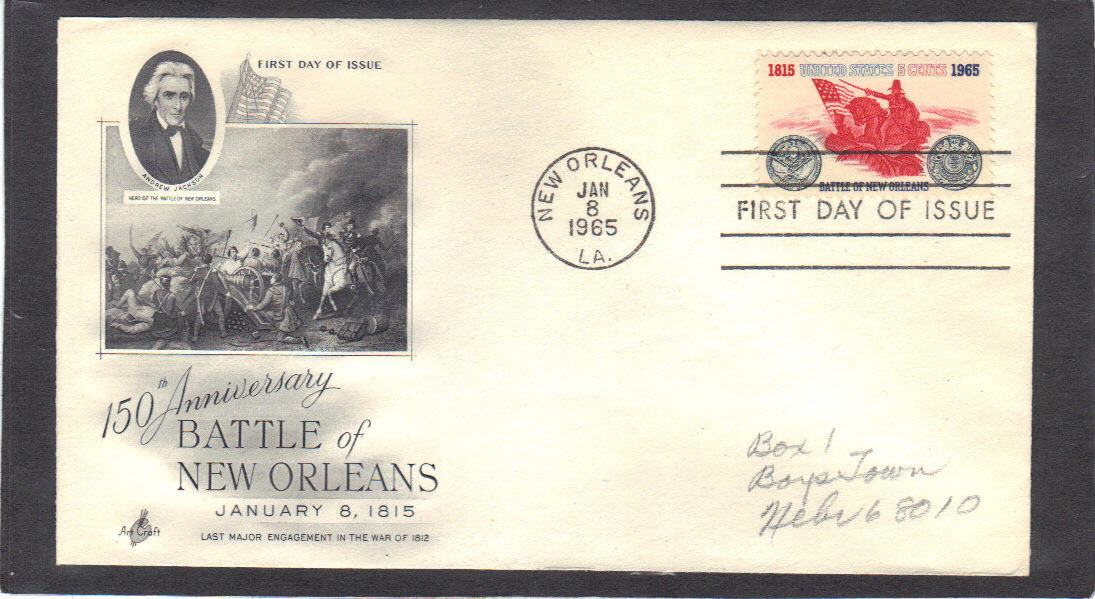 FIRST DAY OF ISSUE
ANDREW JACKSON
HERO OF THE BATTLE OF NEW ORLEANS
150th Anniversary
BATTLE of
NEW ORLEANS
JANUARY 8, 1815
LAST MAJOR ENGAGEMENT IN THE WAR OF 1812
Art Craft
NEW ORLEANS
JAN
8
1965
LA.
1815 UNITED STATES 5 CENTS 1965
BATTLE OF NEW ORLEANS
FIRST DAY OF ISSUE
Box 1
Boys Town
Nebr 68010